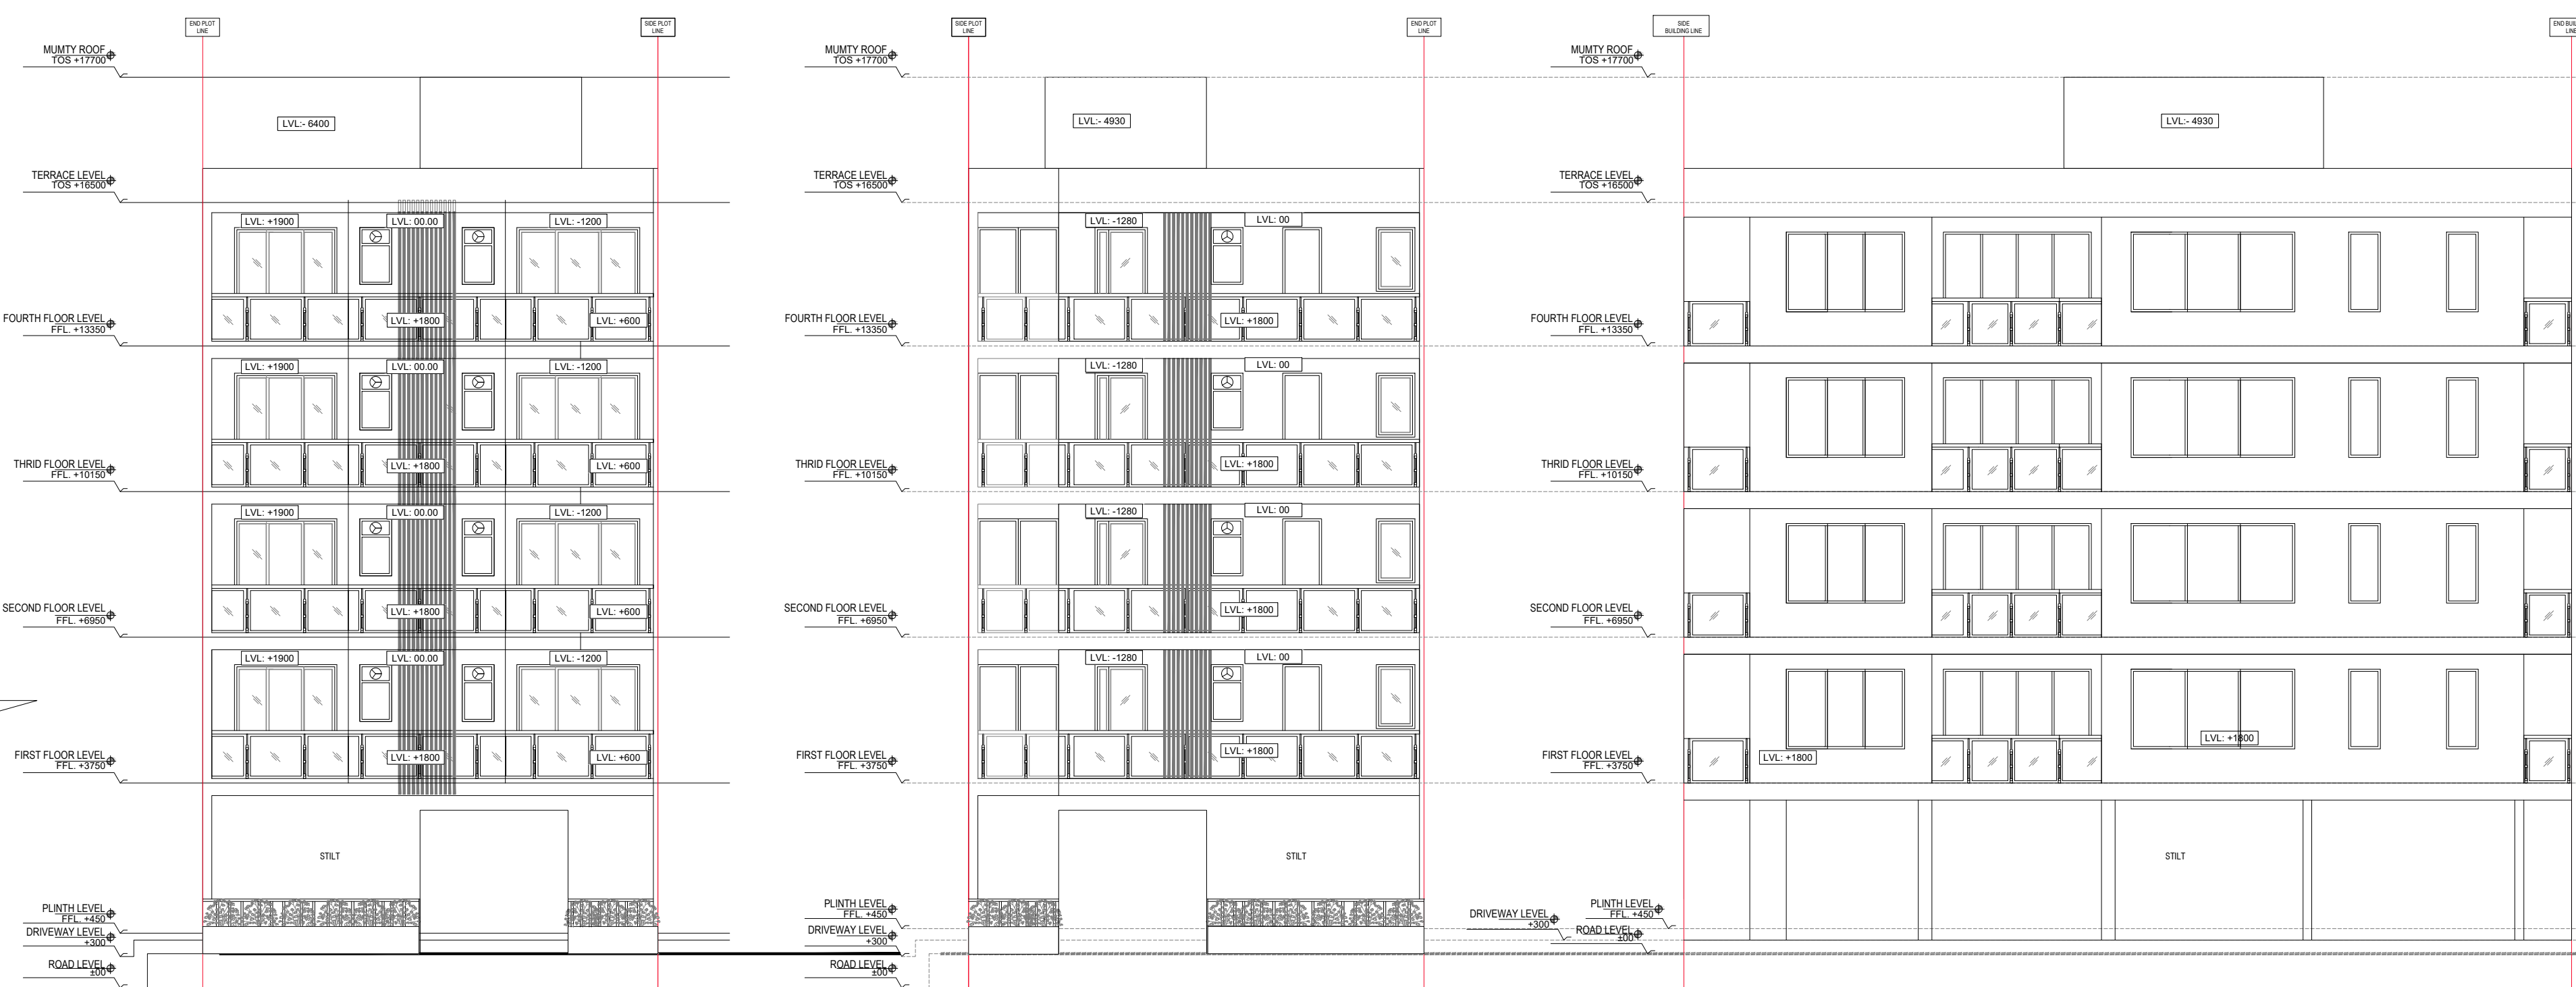 END PLOT
LINE
SIDE PLOT
LINE
MUMTY ROOF
TOS +17700
LVL:- 6400
TERRACE LEVEL
TOS +16500
LVL: +1900
LVL: 00.00
LVL: -1200
FOURTH FLOOR LEVEL
FFL. +13350
LVL: +1800
LVL: +600
LVL: +1900
LVL: 00.00
LVL: -1200
THRID FLOOR LEVEL
FFL. +10150
LVL: +1800
LVL: +600
LVL: +1900
LVL: 00.00
LVL: -1200
SECOND FLOOR LEVEL
FFL. +6950
LVL: +1800
LVL: +600
LVL: +1900
LVL: 00.00
LVL: -1200
FIRST FLOOR LEVEL
FFL. +3750
LVL: +1800
LVL: +600
STILT
PLINTH LEVEL
FFL. +450
DRIVEWAY LEVEL
+300
ROAD LEVEL
±00
SIDE PLOT
LINE
END PLOT
LINE
MUMTY ROOF
TOS +17700
LVL:- 4930
TERRACE LEVEL
TOS +16500
LVL: -1280
LVL: 00
FOURTH FLOOR LEVEL
FFL. +13350
LVL: +1800
LVL: -1280
LVL: 00
THRID FLOOR LEVEL
FFL. +10150
LVL: +1800
LVL: -1280
LVL: 00
SECOND FLOOR LEVEL
FFL. +6950
LVL: +1800
LVL: -1280
LVL: 00
FIRST FLOOR LEVEL
FFL. +3750
LVL: +1800
STILT
PLINTH LEVEL
FFL. +450
DRIVEWAY LEVEL
+300
ROAD LEVEL
±00
SIDE
BUILDING LINE
END BUIL
LINE
MUMTY ROOF
TOS +17700
LVL:- 4930
TERRACE LEVEL
TOS +16500
FOURTH FLOOR LEVEL
FFL. +13350
THRID FLOOR LEVEL
FFL. +10150
SECOND FLOOR LEVEL
FFL. +6950
LVL: +1800
FIRST FLOOR LEVEL
FFL. +3750
LVL: +1800
STILT
PLINTH LEVEL
FFL. +450
DRIVEWAY LEVEL
+300
ROAD LEVEL
±00